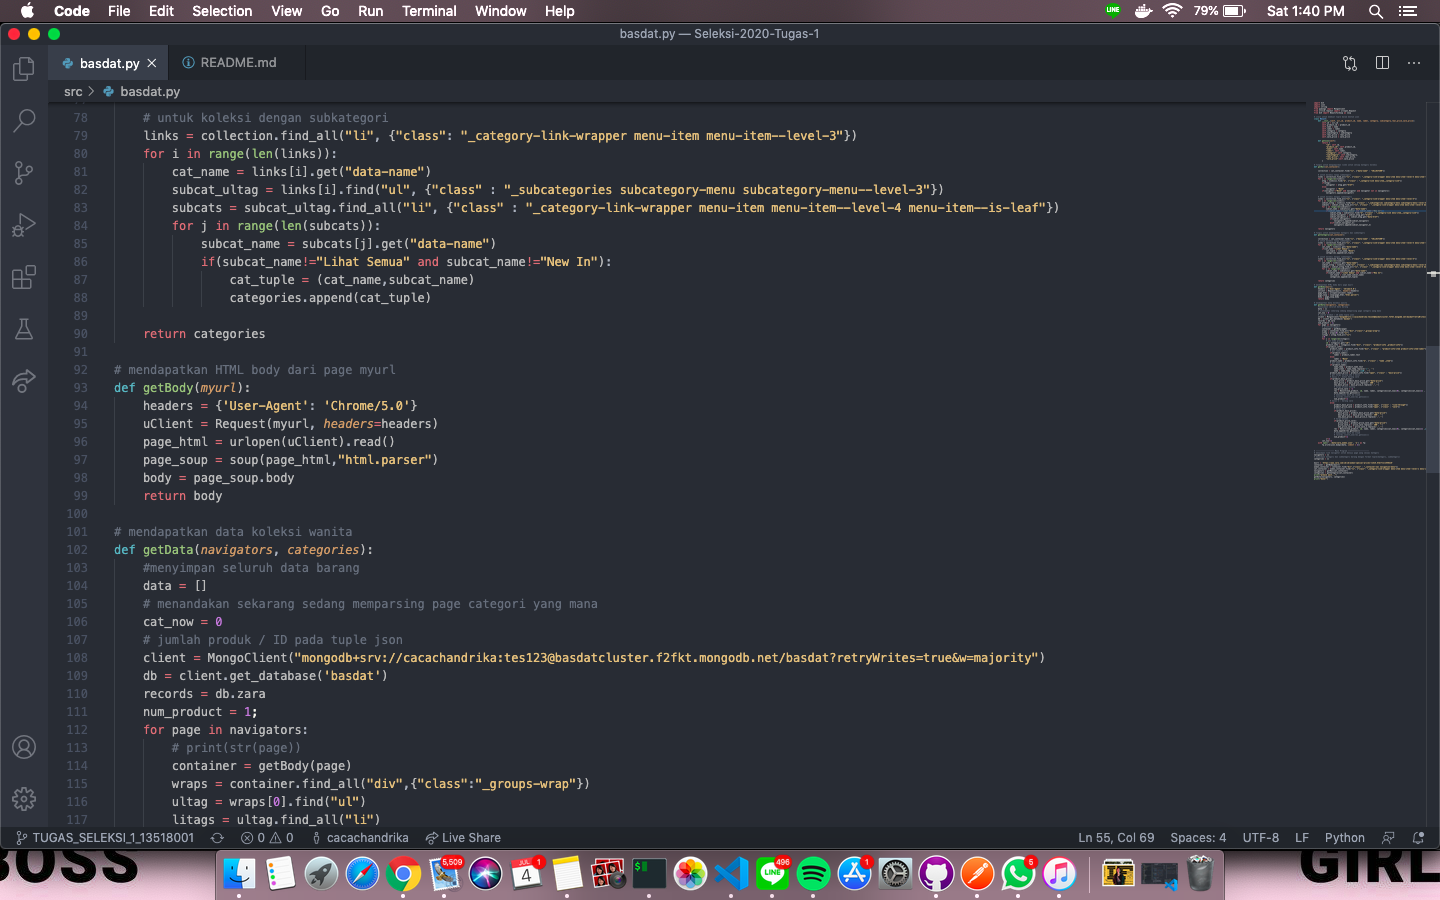 Code File Edit Selection View Go Run Terminal Window Help LINE 79% Sat 1:40 PM
basdat.py — Seleksi-2020-Tugas-1
basdat.py README.md
src > basdat.py
78 # untuk koleksi dengan subkategori
79 links = collection.find_all("li", {"class": "_category-link-wrapper menu-item menu-item--level-3"})
80 for i in range(len(links)):
81 cat_name = links[i].get("data-name")
82 subcat_ultag = links[i].find("ul", {"class" : "_subcategories subcategory-menu subcategory-menu--level-3"})
83 subcats = subcat_ultag.find_all("li", {"class" : "_category-link-wrapper menu-item menu-item--level-4 menu-item--is-leaf"})
84 for j in range(len(subcats)):
85 subcat_name = subcats[j].get("data-name")
86 if(subcat_name!="Lihat Semua" and subcat_name!="New In"):
87 cat_tuple = (cat_name,subcat_name)
88 categories.append(cat_tuple)
89
90 return categories
91
92 # mendapatkan HTML body dari page myurl
93 def getBody(myurl):
94 headers = {'User-Agent': 'Chrome/5.0'}
95 uClient = Request(myurl, headers=headers)
96 page_html = urlopen(uClient).read()
97 page_soup = soup(page_html,"html.parser")
98 body = page_soup.body
99 return body
100
101 # mendapatkan data koleksi wanita
102 def getData(navigators, categories):
103 #menyimpan seluruh data barang
104 data = []
105 # menandakan sekarang sedang memparsing page categori yang mana
106 cat_now = 0
107 # jumlah produk / ID pada tuple json
108 client = MongoClient("mongodb+srv://cacachandrika:tes123@basdatcluster.f2fkt.mongodb.net/basdat?retryWrites=true&w=majority")
109 db = client.get_database('basdat')
110 records = db.zara
111 num_product = 1;
112 for page in navigators:
113 # print(str(page))
114 container = getBody(page)
115 wraps = container.find_all("div",{"class":"_groups-wrap"})
116 ultag = wraps[0].find("ul")
117 litags = ultag.find_all("li")
TUGAS_SELEKSI_1_13518001 0 0 cacachandrika Live Share Ln 55, Col 69 Spaces: 4 UTF-8 LF Python
BOSS GIRL
5,509 JUL 4 1 LINE 496 1 5